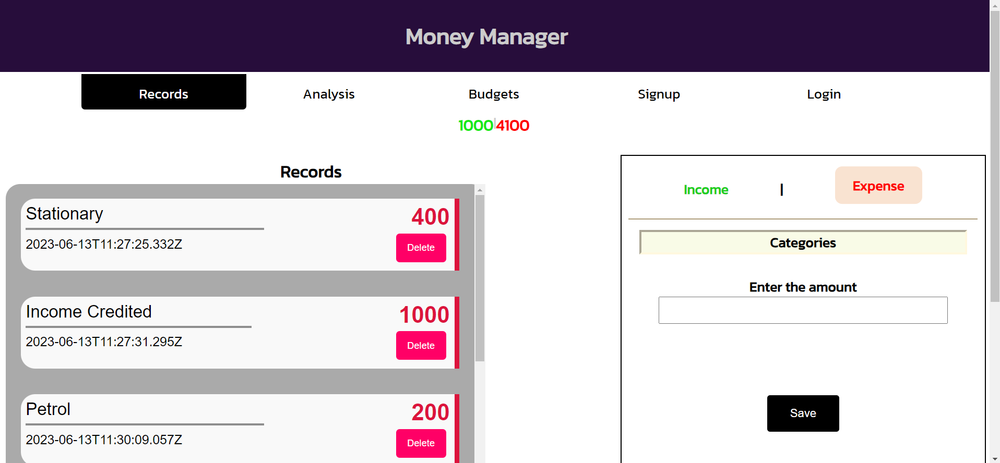 Money Manager
Records Analysis Budgets Signup Login
1000|4100
Records
Stationary 400
2023-06-13T11:27:25.332Z Delete
Income Credited 1000
2023-06-13T11:27:31.295Z Delete
Petrol 200
2023-06-13T11:30:09.057Z Delete
Income | Expense
Categories
Enter the amount
Save